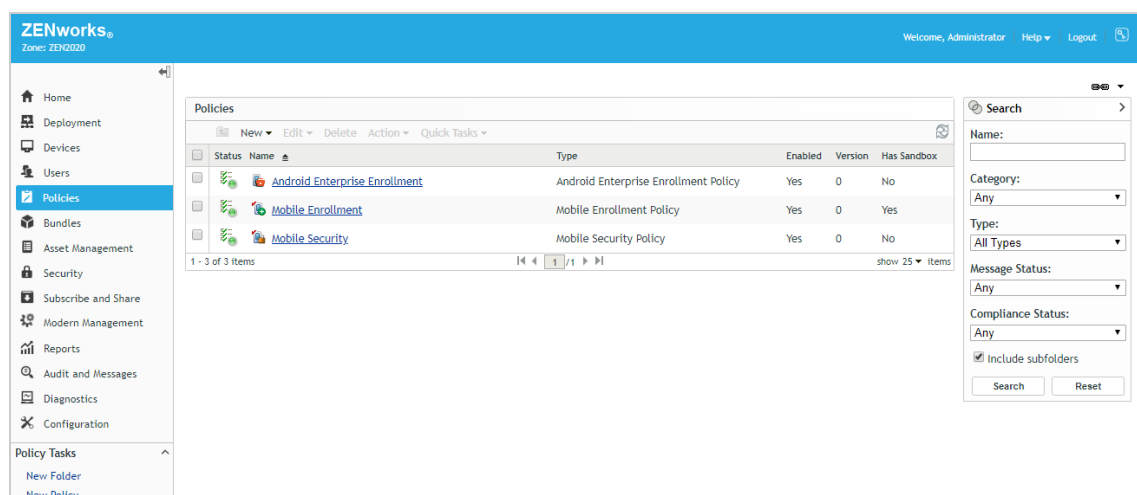 ZENworks®
Zone: ZEN2020
Welcome, Administrator Help Logout
Home
Deployment
Devices
Users
Policies
Bundles
Asset Management
Security
Subscribe and Share
Modern Management
Reports
Audit and Messages
Diagnostics
Configuration
Policy Tasks
New Folder
New Policy
Policies
New Edit Delete Action Quick Tasks
Status Name Type Enabled Version Has Sandbox
Android Enterprise Enrollment Android Enterprise Enrollment Policy Yes 0 No
Mobile Enrollment Mobile Enrollment Policy Yes 0 Yes
Mobile Security Mobile Security Policy Yes 0 No
1 - 3 of 3 items 1 /1 show 25 items
Search
Name:
Category:
Any
Type:
All Types
Message Status:
Any
Compliance Status:
Any
Include subfolders
Search Reset